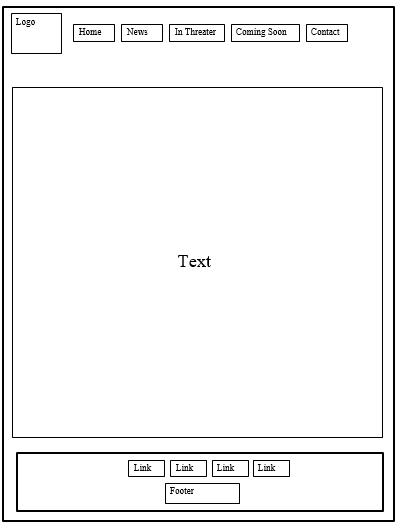 Logo
Home News In Threater Coming Soon Contact
Text
Link Link Link Link
Footer